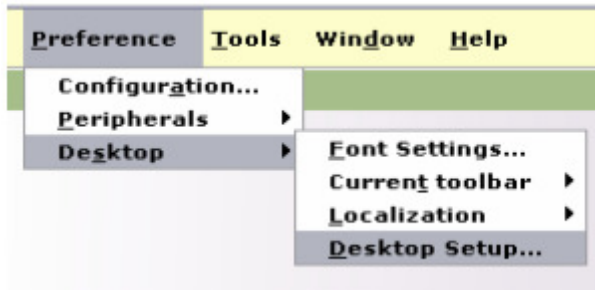 Preference Tools Window Help
Configuration...
Peripherals
Desktop
Font Settings...
Current toolbar
Localization
Desktop Setup...